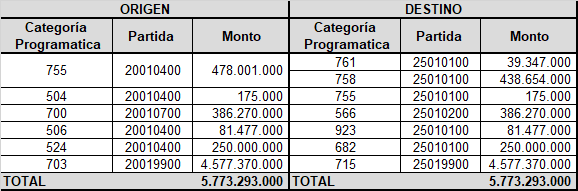 ORIGEN DESTINO
Categoría Programatica Partida Monto Categoría Programatica Partida Monto
755 20010400 478.001.000 761 25010100 39.347.000
758 25010100 438.654.000
504 20010400 175.000 755 25010100 175.000
700 20010700 386.270.000 566 25010200 386.270.000
506 20010400 81.477.000 923 25010100 81.477.000
524 20010400 250.000.000 682 25010100 250.000.000
703 20019900 4.577.370.000 715 25019900 4.577.370.000
TOTAL 5.773.293.000 TOTAL 5.773.293.000